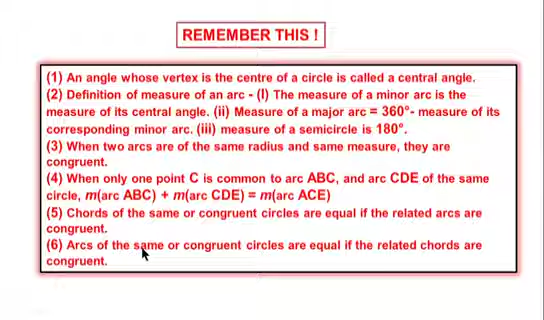 REMEMBER THIS !
(1) An angle whose vertex is the centre of a circle is called a central angle.
(2) Definition of measure of an arc - (I) The measure of a minor arc is the
measure of its central angle. (ii) Measure of a major arc = 360°- measure of its
corresponding minor arc. (iii) measure of a semicircle is 180°.
(3) When two arcs are of the same radius and same measure, they are
congruent.
(4) When only one point C is common to arc ABC, and arc CDE of the same
circle, m(arc ABC) + m(arc CDE) = m(arc ACE)
(5) Chords of the same or congruent circles are equal if the related arcs are
congruent.
(6) Arcs of the same or congruent circles are equal if the related chords are
congruent.